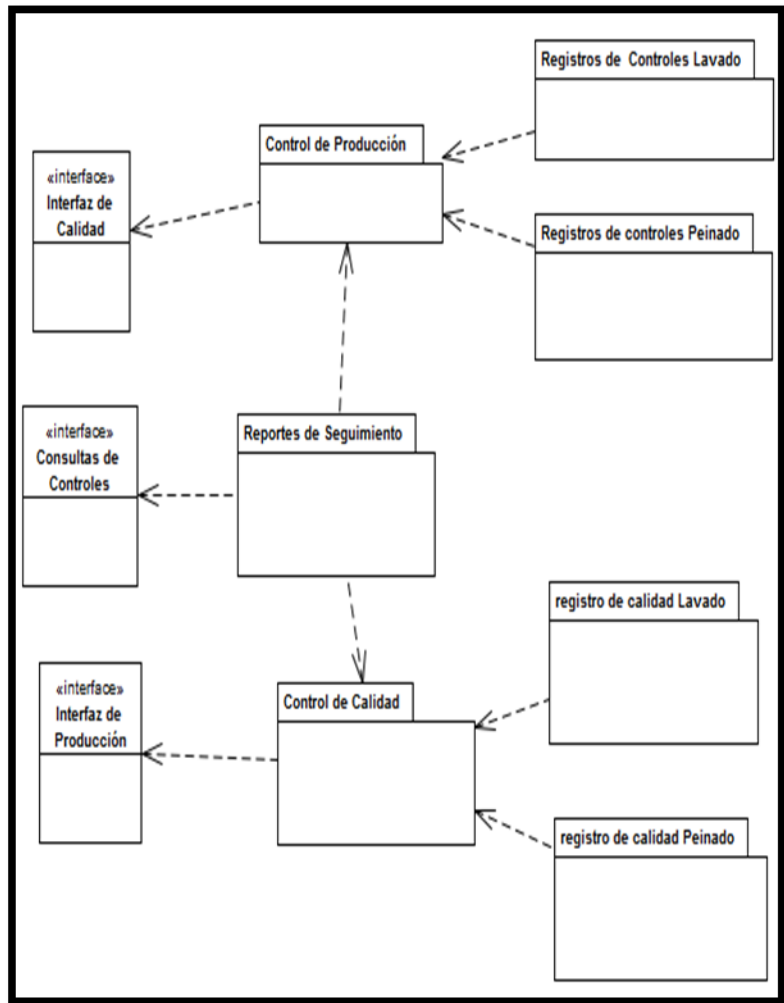 Registros de Controles Lavado
Control de Producción
«interface»
Interfaz de
Calidad
Registros de controles Peinado
«interface»
Consultas de
Controles
Reportes de Seguimiento
registro de calidad Lavado
«interface»
Interfaz de
Producción
Control de Calidad
registro de calidad Peinado